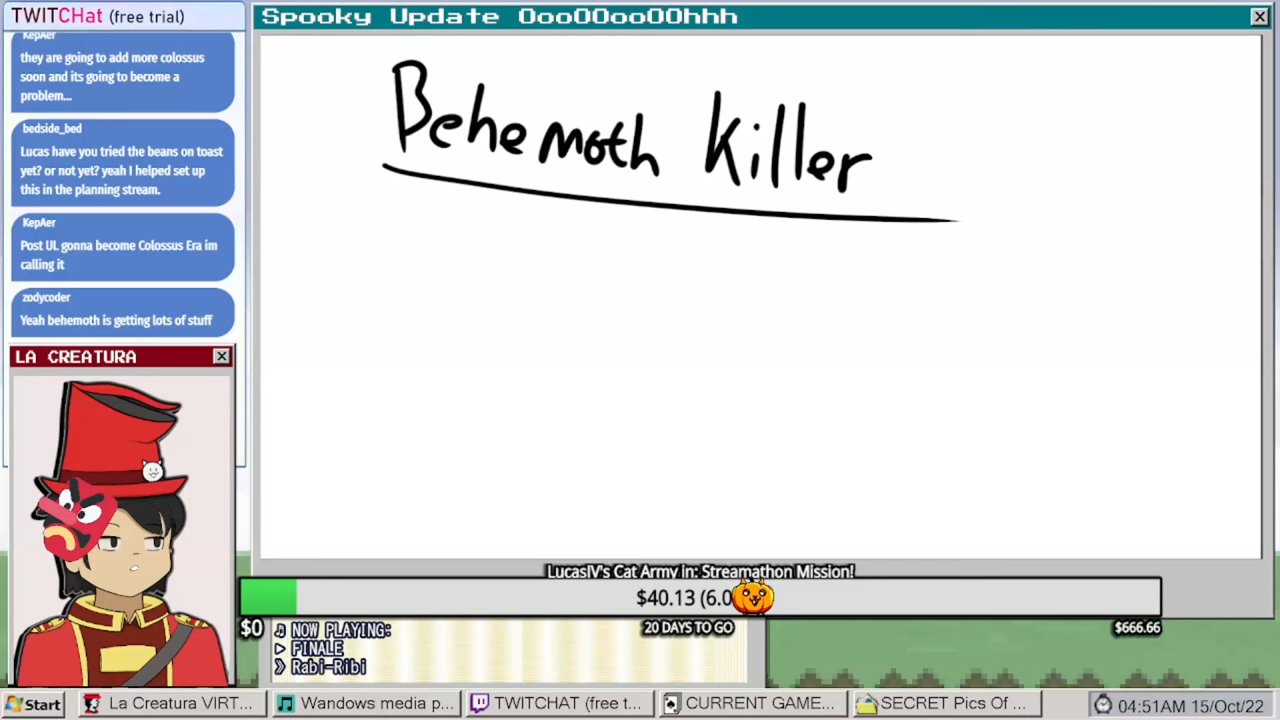 TWITCHat (free trial)
Spooky Update Ooo00oo00hhh
KepAer
they are going to add more colossus
soon and its going to become a
problem...
bedside_bed
Lucas have you tried the beans on toast
yet? or not yet? yeah I helped set up
this in the planning stream.
KepAer
Post UL gonna become Colossus Era im
calling it
zodycoder
Yeah behemoth is getting lots of stuff
LA CREATURA
Behemoth Killer
LucasIV's Cat Army in: Streamathon Mission!
$40.13 (6.0
$0
20 DAYS TO GO
$666.66
♫ NOW PLAYING:
FINALE
Rabi-Ribi
Start
La Creatura VIRT...
Wandows media p...
TWITCHAT (free t...
CURRENT GAME...
SECRET Pics Of ...
04:51AM 15/Oct/22